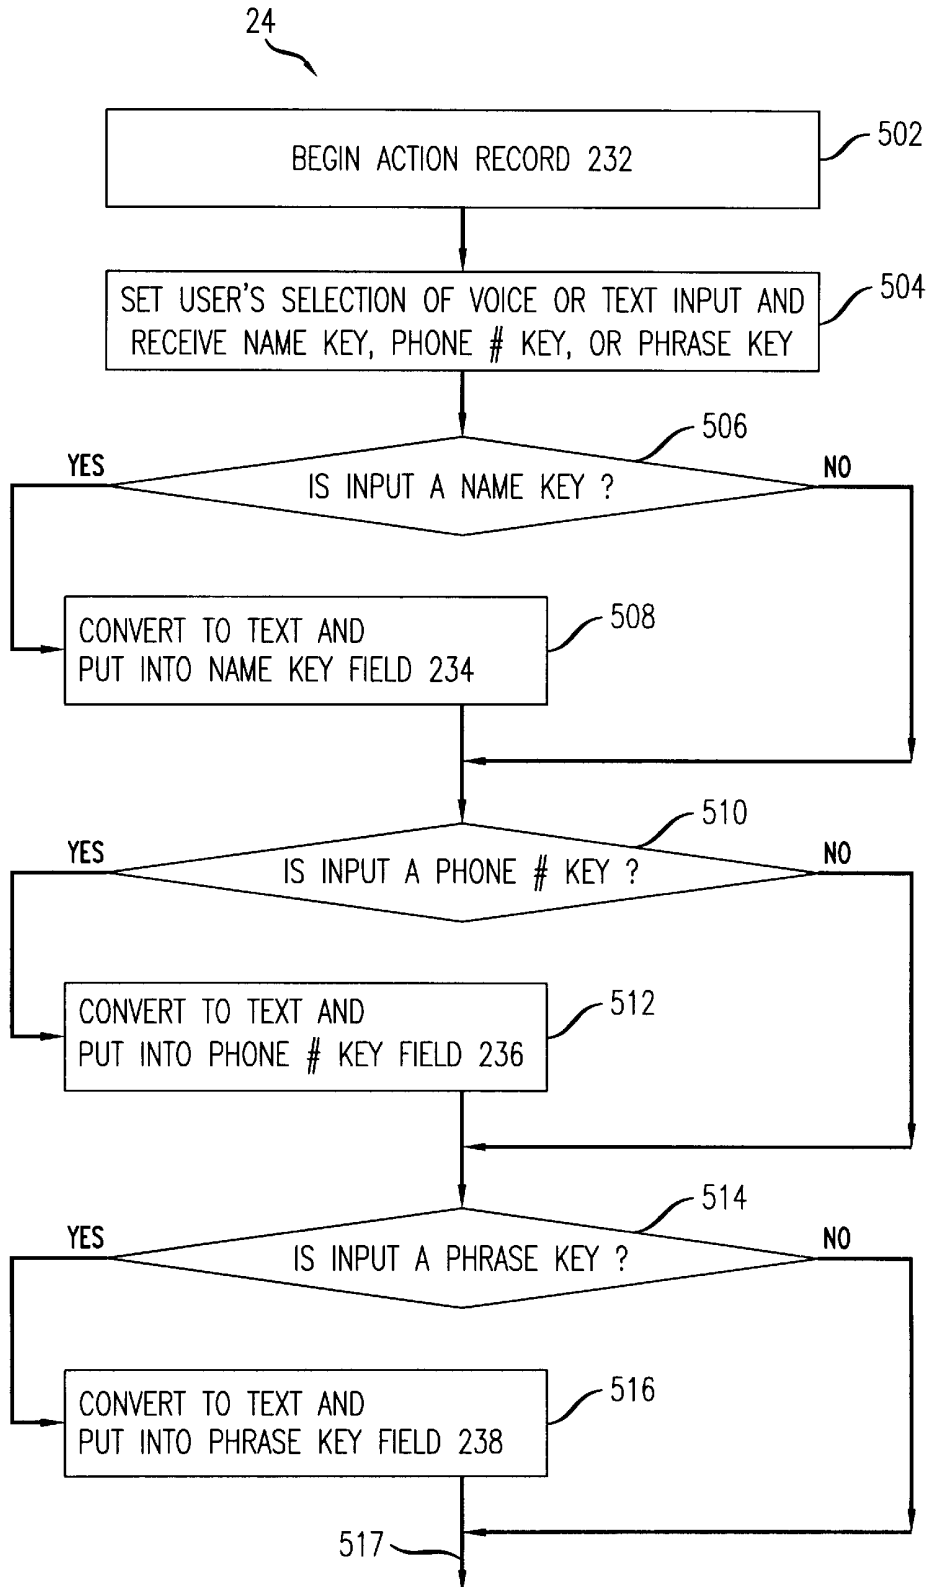 24
BEGIN ACTION RECORD 232
502
SET USER'S SELECTION OF VOICE OR TEXT INPUT AND
RECEIVE NAME KEY, PHONE # KEY, OR PHRASE KEY
504
506
YES
IS INPUT A NAME KEY ?
NO
CONVERT TO TEXT AND
PUT INTO NAME KEY FIELD 234
508
510
YES
IS INPUT A PHONE # KEY ?
NO
CONVERT TO TEXT AND
PUT INTO PHONE # KEY FIELD 236
512
514
YES
IS INPUT A PHRASE KEY ?
NO
CONVERT TO TEXT AND
PUT INTO PHRASE KEY FIELD 238
516
517